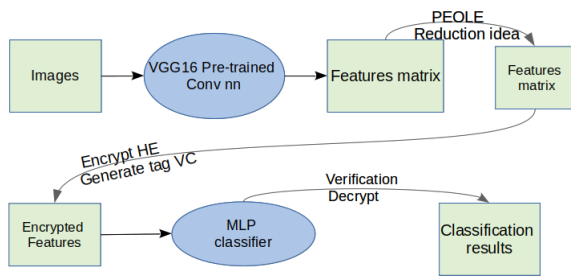 PEOLE
Reduction idea
Images
VGG16 Pre-trained
Conv nn
Features matrix
Features
matrix
Encrypt HE
Generate tag VC
Verification
Decrypt
Encrypted
Features
MLP
classifier
Classification
results